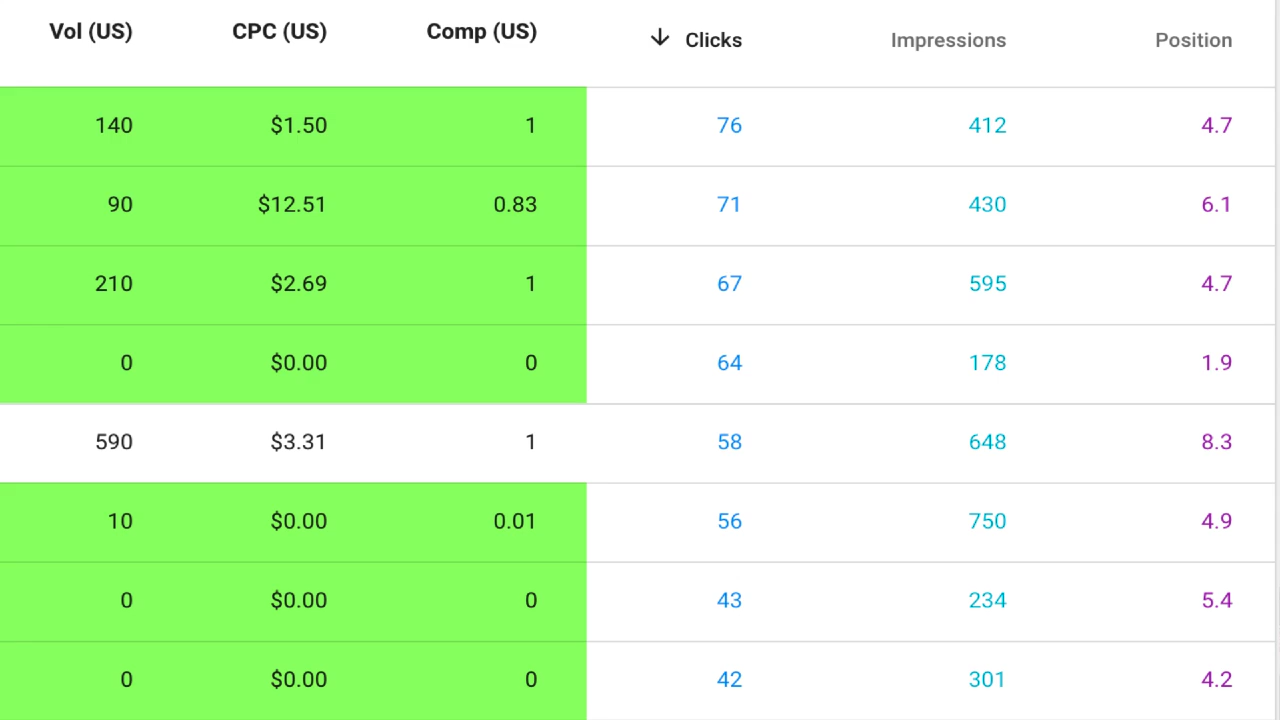 Vol (US) CPC (US) Comp (US) ↓ Clicks Impressions Position
140 $1.50 1 76 412 4.7
90 $12.51 0.83 71 430 6.1
210 $2.69 1 67 595 4.7
0 $0.00 0 64 178 1.9
590 $3.31 1 58 648 8.3
10 $0.00 0.01 56 750 4.9
0 $0.00 0 43 234 5.4
0 $0.00 0 42 301 4.2